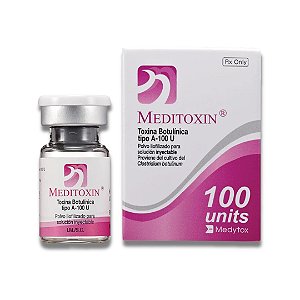 Rx Only
MEDITOXIN®
Toxina Botulínica
tipo A-100 U
Polvo liofilizado para
solución inyectable
Proviene del cultivo del
Clostridium botulinum
100
units
Medytox
MEDITOXIN®
Toxina Botulínica
tipo A-100 U
Polvo liofilizado para
solución inyectable